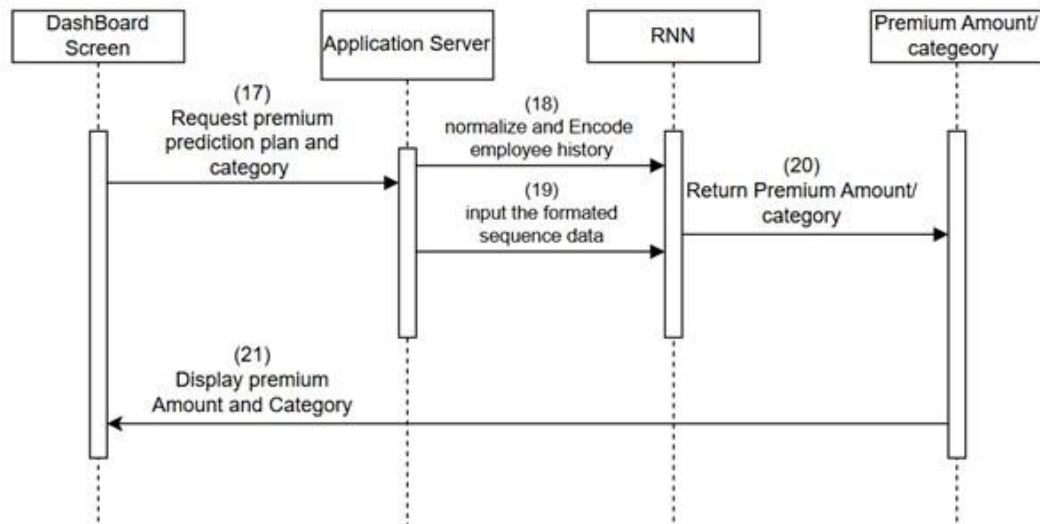 DashBoard
Screen
Application Server
RNN
Premium Amount/
categeory
(17)
Request premium
prediction plan and
category
(18)
normalize and Encode
employee history
(19)
input the formated
sequence data
(20)
Return Premium Amount/
category
(21)
Display premium
Amount and Category